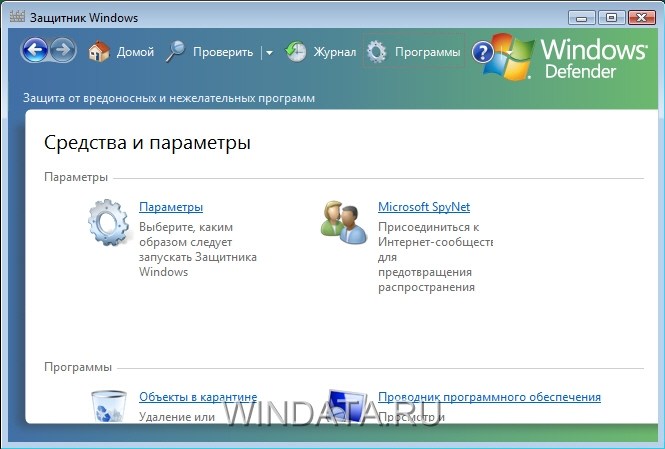 Защитник Windows
Домой
Проверить
Журнал
Программы
?
Windows
Defender
Защита от вредоносных и нежелательных программ
Средства и параметры
Параметры
Параметры
Выберите, каким
образом следует
запускать Защитника
Windows
Microsoft SpyNet
Присоединиться к
Интернет-сообществ
для
предотвращения
распространения
Программы
Объекты в карантине
Удаление или
Проводник программного обеспечения
Просмотр и
WINDATA.RU